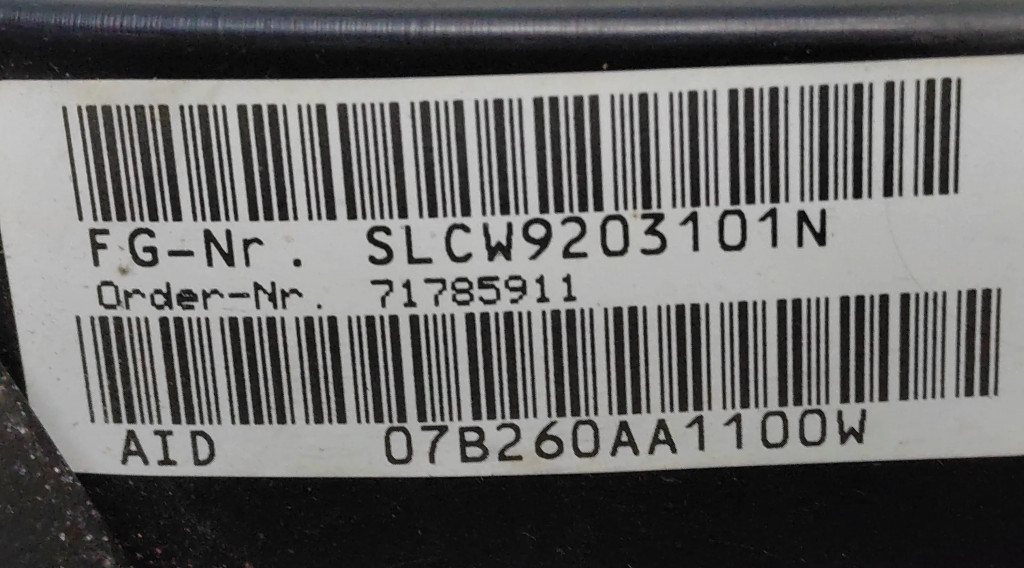 FG-Nr. SLCW9203101N
Order-Nr. 71785911
AID 07B260AA1100W